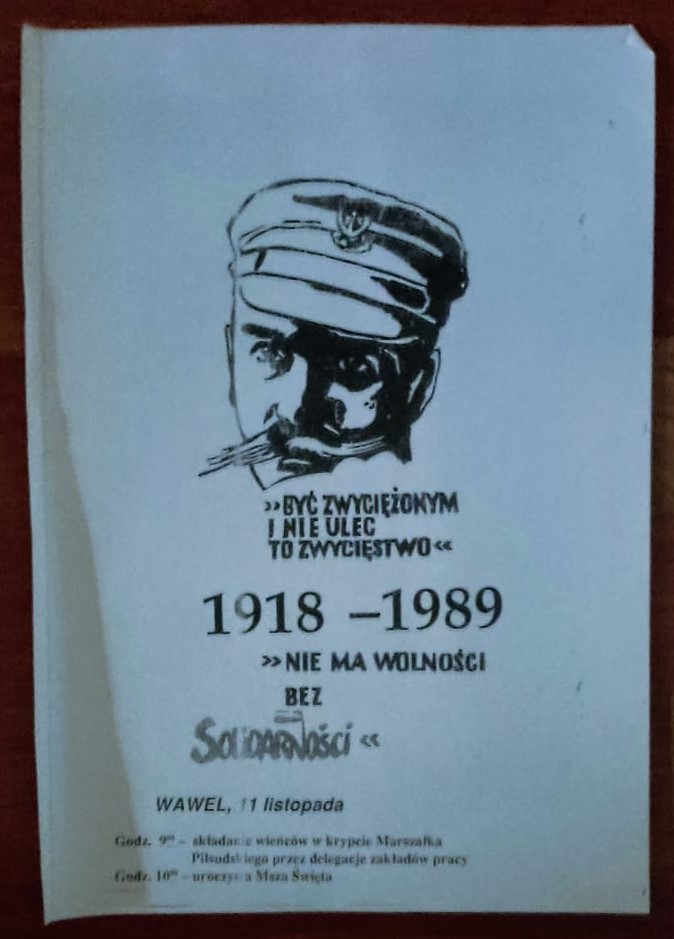 »BYĆ ZWYCIĘŻONYM
I NIE ULEC
TO ZWYCIĘSTWO«
1918 –1989
»NIE MA WOLNOŚCI
BEZ
SOLIDARNOŚCI«
WAWEL, 11 listopada
Godz. 9⁰⁰ – składanie wieńców w krypcie Marszałka
Piłsudskiego przez delegacje zakładów pracy
Godz. 10⁰⁰ – uroczysta Msza Święta